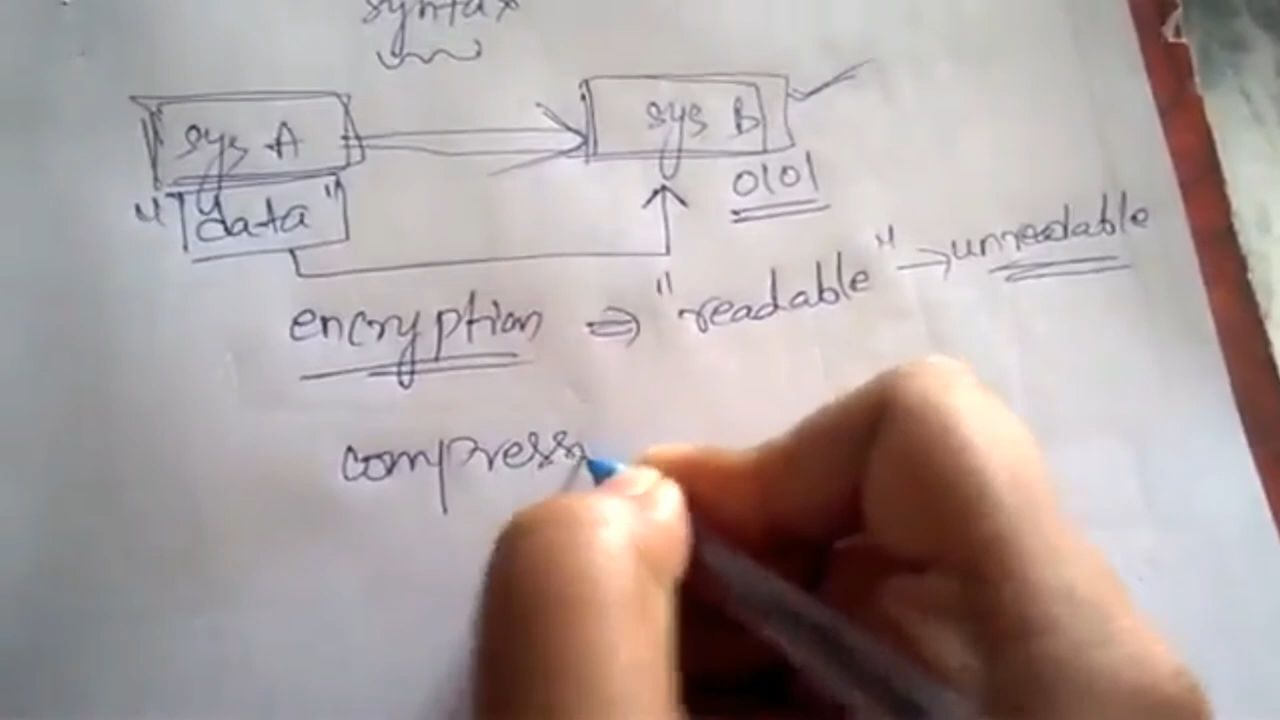 syntax
sys A
sys B
0101
"data"
encryption ⇒ "readable" → unreadable
compress